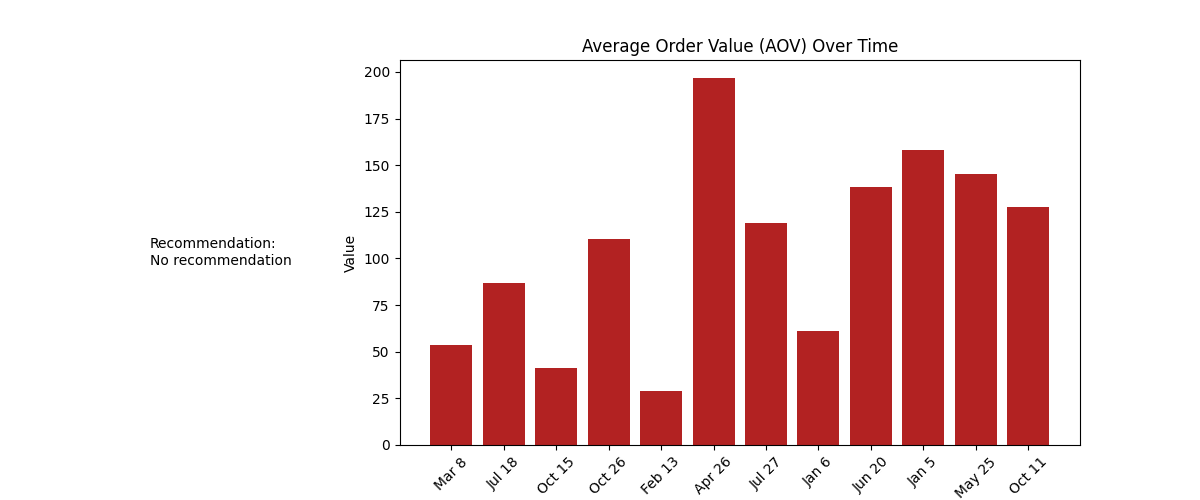 Average Order Value (AOV) Over Time
Recommendation:
No recommendation
Value
200
175
150
125
100
75
50
25
0
Mar 8
Jul 18
Oct 15
Oct 26
Feb 13
Apr 26
Jul 27
Jan 6
Jun 20
Jan 5
May 25
Oct 11